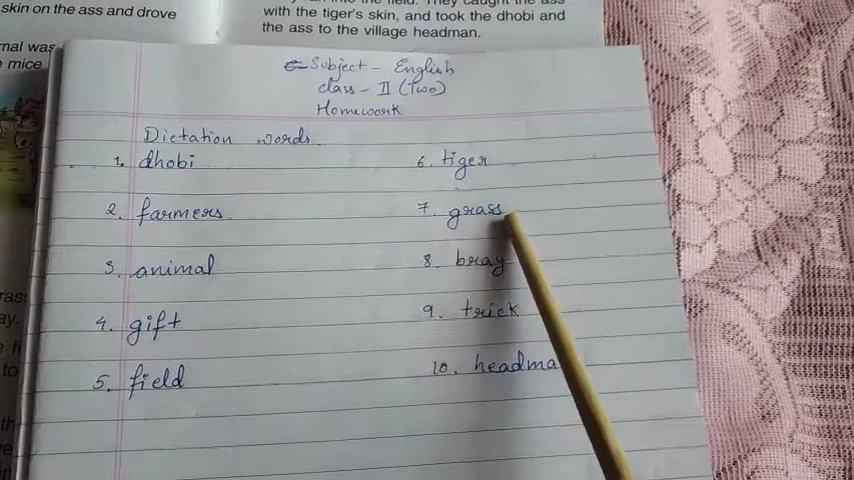 skin on the ass and drove
with the tiger's skin, and took the dhobi and
the ass to the village headman.
mice
Subject - English
class - II (Two)
Homework
Dictation words
1. dhobi
2. farmers
3. animal
4. gift
5. field
6. tiger
7. grass
8. bray
9. trick
10. headma